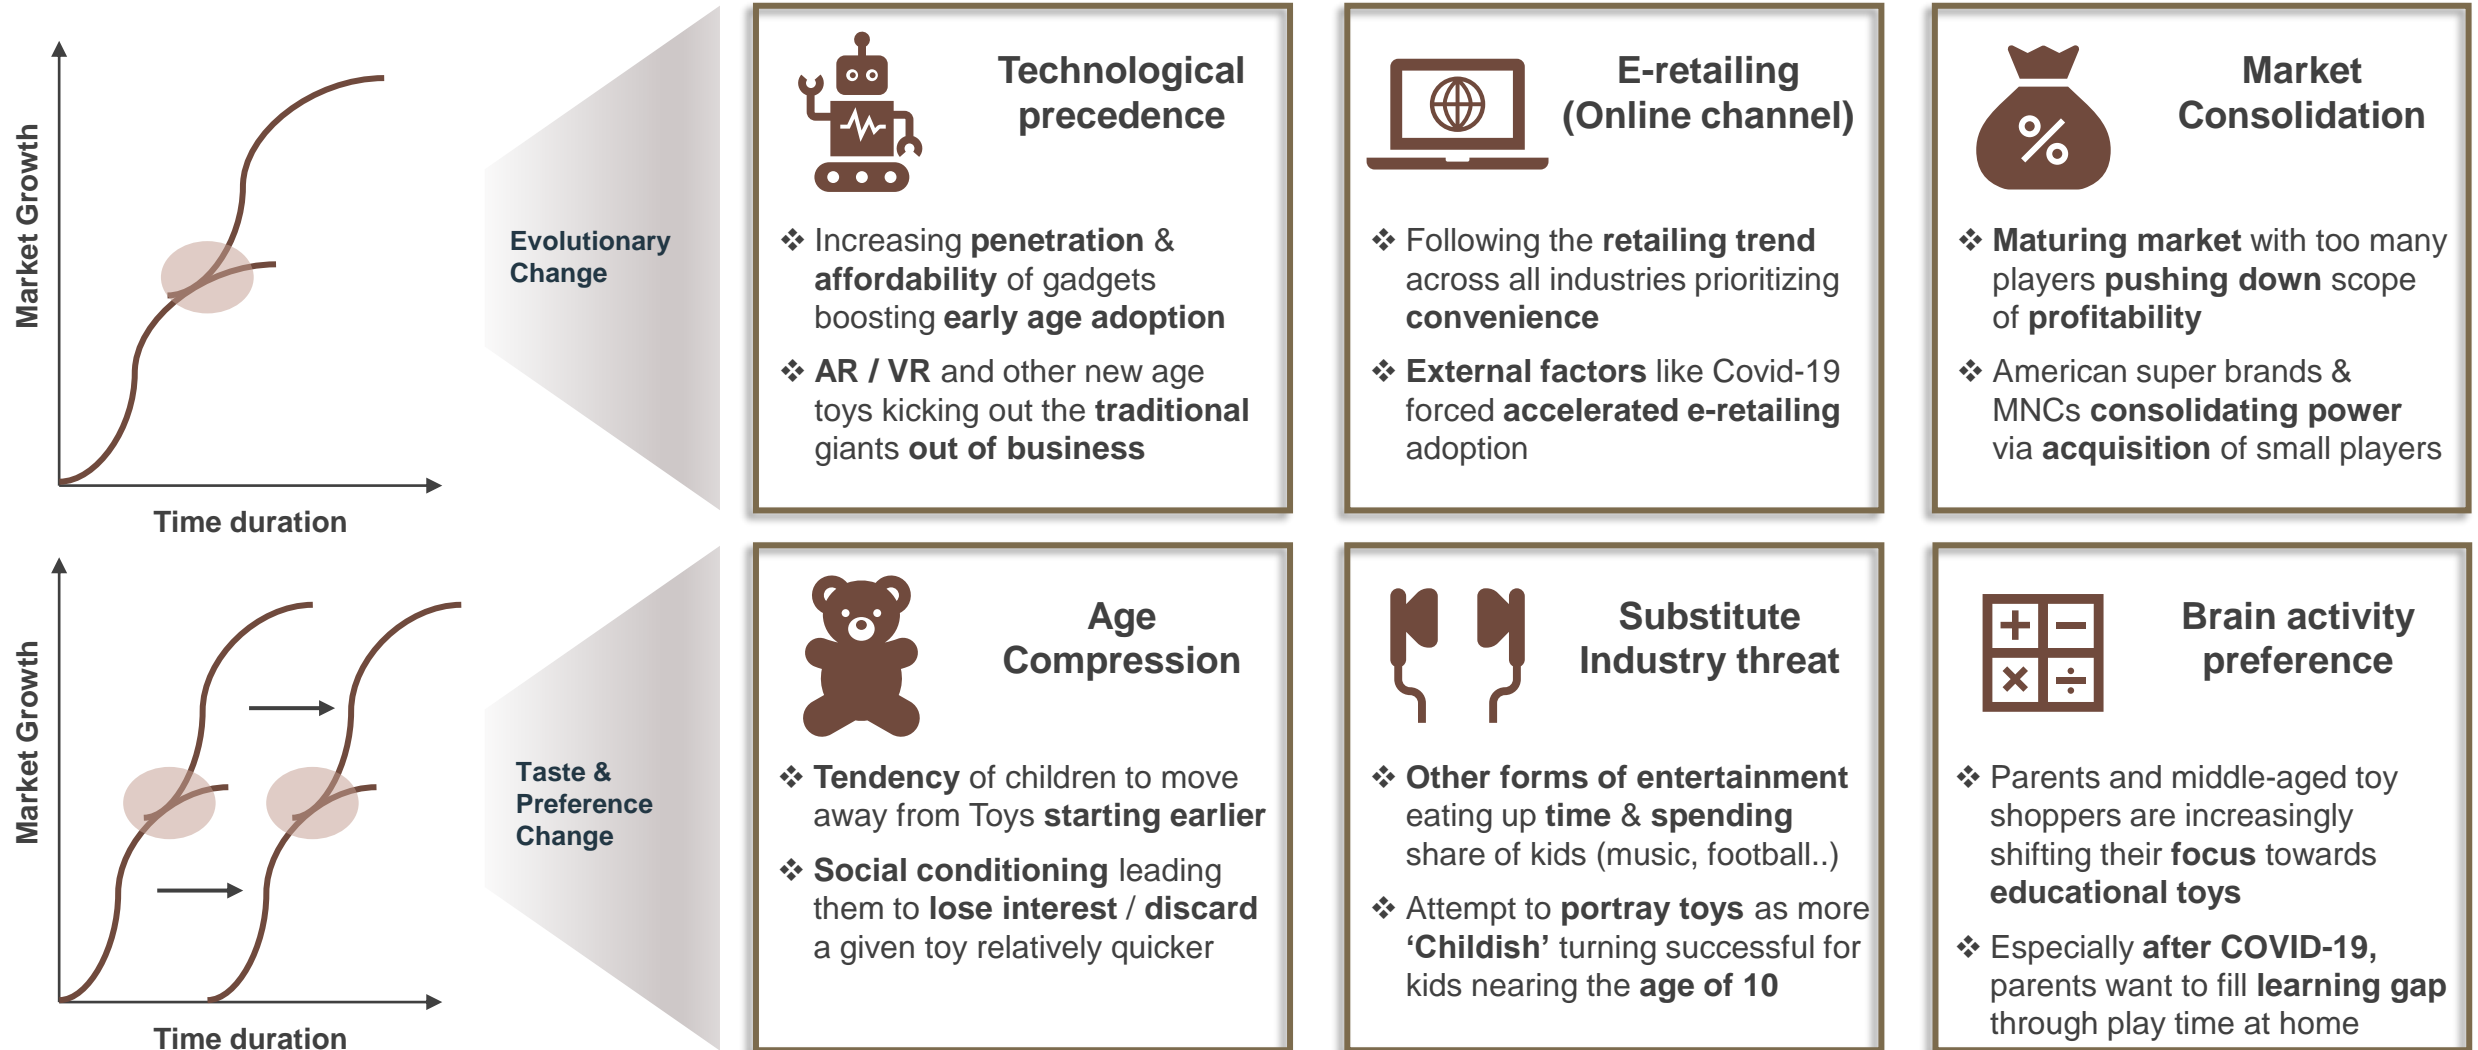 Market Growth
Time duration
Evolutionary
Change
Technological
precedence
❖ Increasing penetration &
affordability of gadgets
boosting early age adoption
❖ AR / VR and other new age
toys kicking out the traditional
giants out of business
E-retailing
(Online channel)
❖ Following the retailing trend
across all industries prioritizing
convenience
❖ External factors like Covid-19
forced accelerated e-retailing
adoption
Market
Consolidation
❖ Maturing market with too many
players pushing down scope
of profitability
❖ American super brands &
MNCs consolidating power
via acquisition of small players
Market Growth
Time duration
Taste &
Preference
Change
Age
Compression
❖ Tendency of children to move
away from Toys starting earlier
❖ Social conditioning leading
them to lose interest / discard
a given toy relatively quicker
Substitute
Industry threat
❖ Other forms of entertainment
eating up time & spending
share of kids (music, football..)
❖ Attempt to portray toys as more
‘Childish’ turning successful for
kids nearing the age of 10
Brain activity
preference
❖ Parents and middle-aged toy
shoppers are increasingly
shifting their focus towards
educational toys
❖ Especially after COVID-19,
parents want to fill learning gap
through play time at home